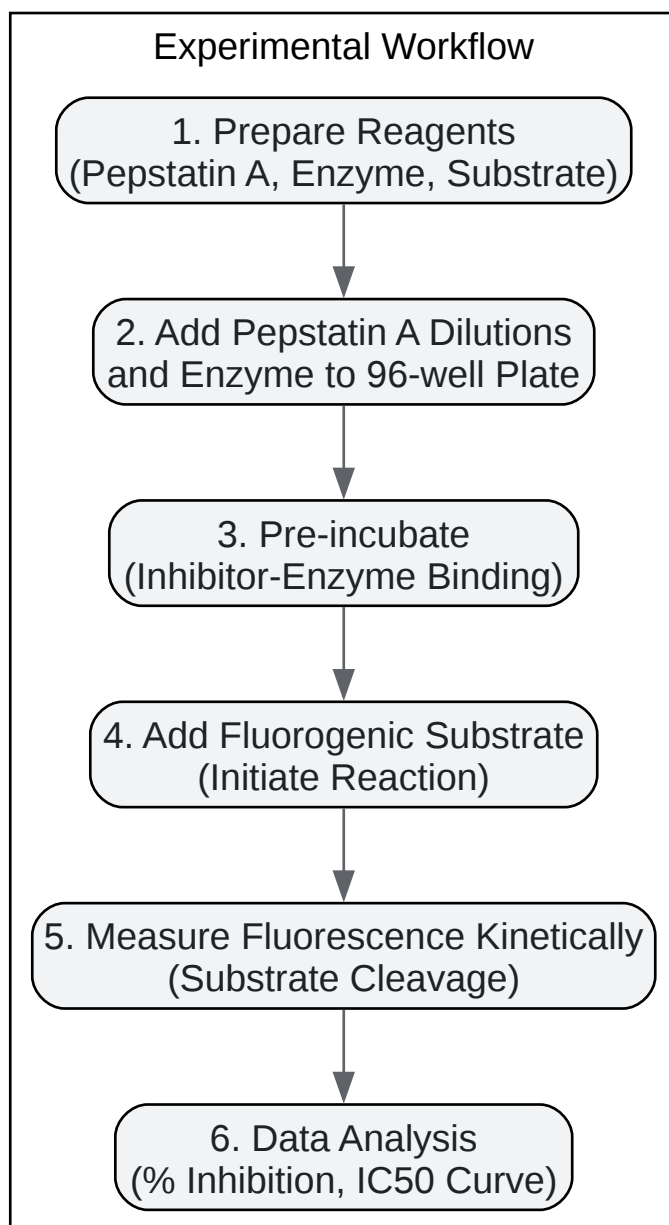 Experimental Workflow
1. Prepare Reagents
(Pepstatin A, Enzyme, Substrate)
2. Add Pepstatin A Dilutions
and Enzyme to 96-well Plate
3. Pre-incubate
(Inhibitor-Enzyme Binding)
4. Add Fluorogenic Substrate
(Initiate Reaction)
5. Measure Fluorescence Kinetically
(Substrate Cleavage)
6. Data Analysis
(% Inhibition, IC50 Curve)